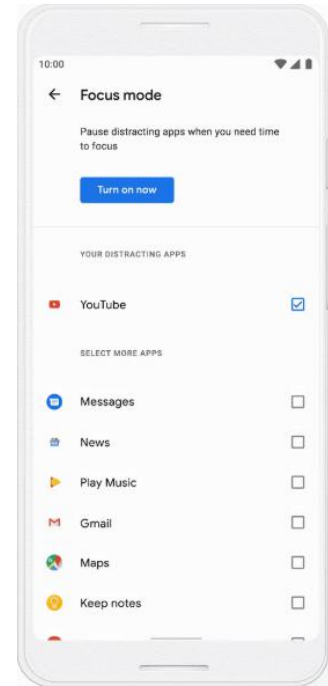 10:00
Focus mode
Pause distracting apps when you need time
to focus
Turn on now
YOUR DISTRACTING APPS
YouTube
SELECT MORE APPS
Messages
News
Play Music
Gmail
Maps
Keep notes